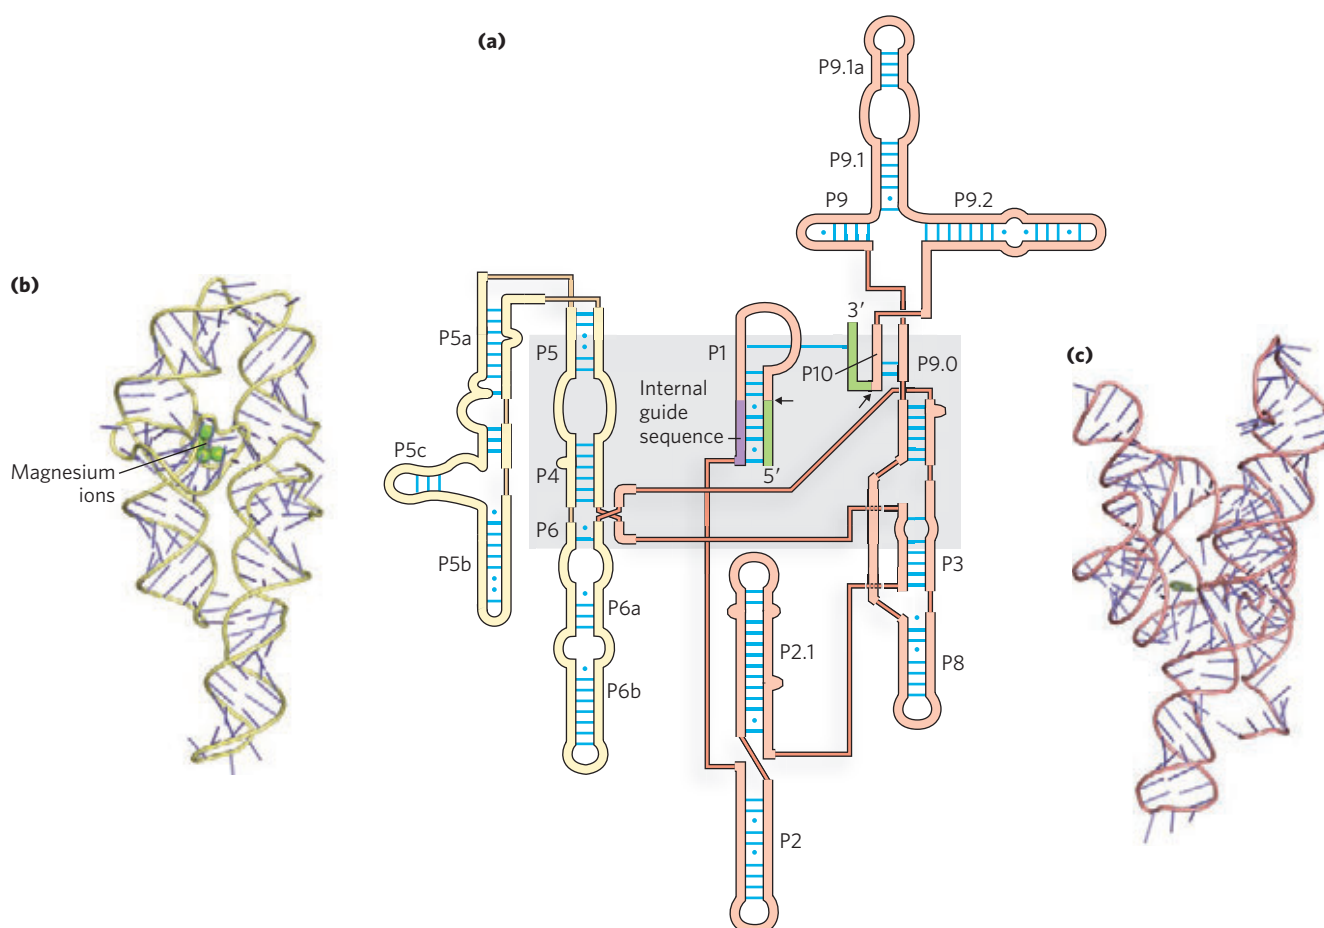 (a)
P9.1a
P9.1
P9
P9.2
(b)
3′
P5a
P5
P1
P10
P9.0
(c)
Internal
guide
sequence
P5c
Magnesium
ions
P4
5′
P6
P5b
P3
P6a
P2.1
P8
P6b
P2